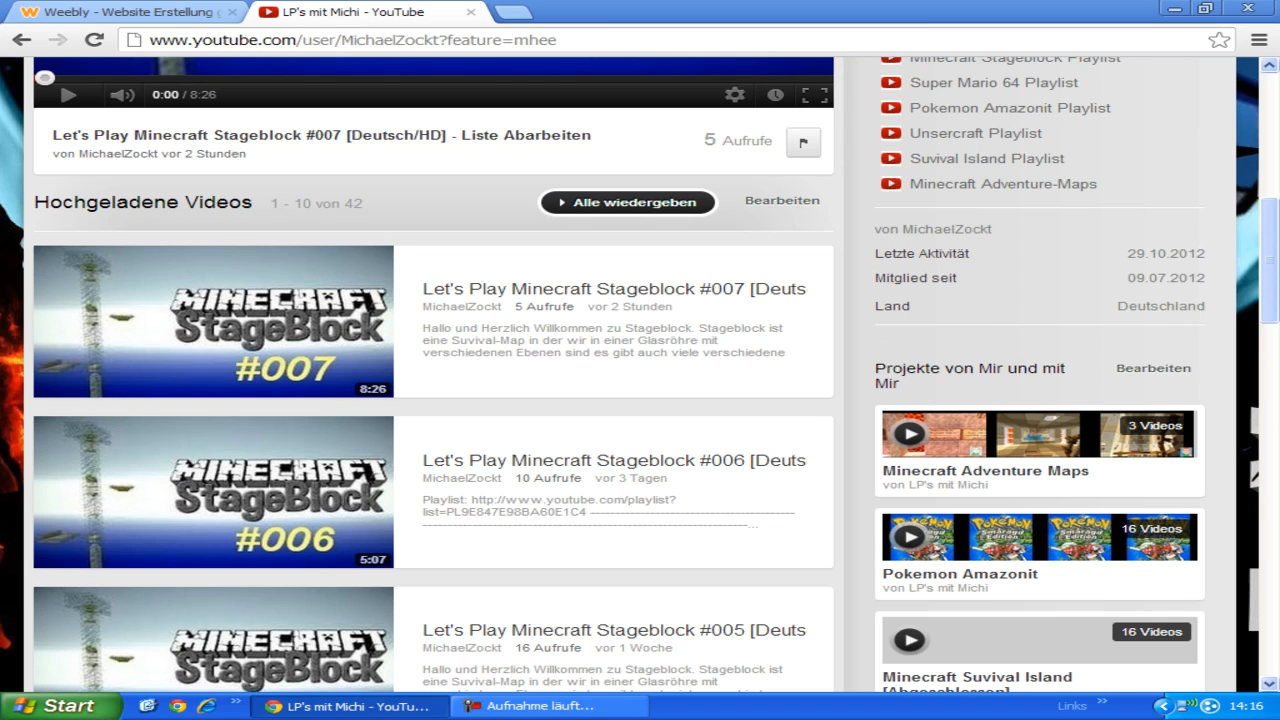 Weebly - Website Erstellung
LP's mit Michi - YouTube
www.youtube.com/user/MichaelZockt?feature=mhee
0:00 / 8:26
Let's Play Minecraft Stageblock #007 [Deutsch/HD] - Liste Abarbeiten
von MichaelZockt vor 2 Stunden
5 Aufrufe
Hochgeladene Videos 1 - 10 von 42
Alle wiedergeben
Bearbeiten
MINECRAFT
StageBlock
#007
8:26
Let's Play Minecraft Stageblock #007 [Deuts
MichaelZockt 5 Aufrufe vor 2 Stunden
Hallo und Herzlich Willkommen zu Stageblock. Stageblock ist
eine Suvival-Map in der wir in einer Glasröhre mit
verschiedenen Ebenen sind es gibt auch viele verschiedene
MINECRAFT
StageBlock
#006
5:07
Let's Play Minecraft Stageblock #006 [Deuts
MichaelZockt 10 Aufrufe vor 3 Tagen
Playlist: http://www.youtube.com/playlist?
list=PL9E847E98BA60E1C4 ----------------------------------------
---------------------------------------------------------------...
MINECRAFT
StageBlock
Let's Play Minecraft Stageblock #005 [Deuts
MichaelZockt 16 Aufrufe vor 1 Woche
Hallo und Herzlich Willkommen zu Stageblock. Stageblock ist
eine Suvival-Map in der wir in einer Glasröhre mit
Minecraft Stageblock Playlist
Super Mario 64 Playlist
Pokemon Amazonit Playlist
Unsercraft Playlist
Suvival Island Playlist
Minecraft Adventure-Maps
von MichaelZockt
Letzte Aktivität 29.10.2012
Mitglied seit 09.07.2012
Land Deutschland
Projekte von Mir und mit
Mir
Bearbeiten
3 Videos
Minecraft Adventure Maps
von LP's mit Michi
16 Videos
Pokemon Amazonit
von LP's mit Michi
16 Videos
Minecraft Suvival Island
[Abgeschlossen]
Start
LP's mit Michi - YouTu...
Aufnahme läuft...
Links
14:16